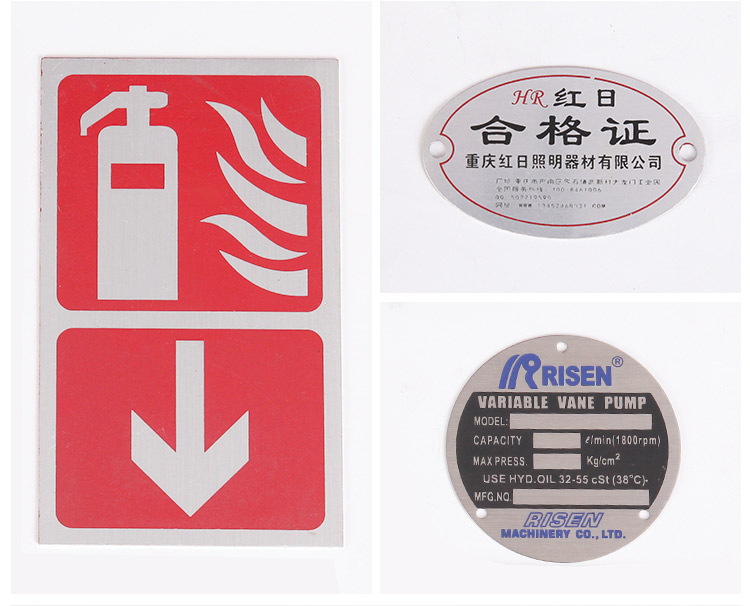 HR 红日
合格证
重庆红日照明器材有限公司
RISEN ®
VARIABLE VANE PUMP
MODEL:
CAPACITY ℓ/min(1800rpm)
MAX PRESS. Kg/cm²
USE HYD.OIL 32-55 cSt (38°C)-
MFG.NO.
RISEN
MACHINERY CO., LTD.